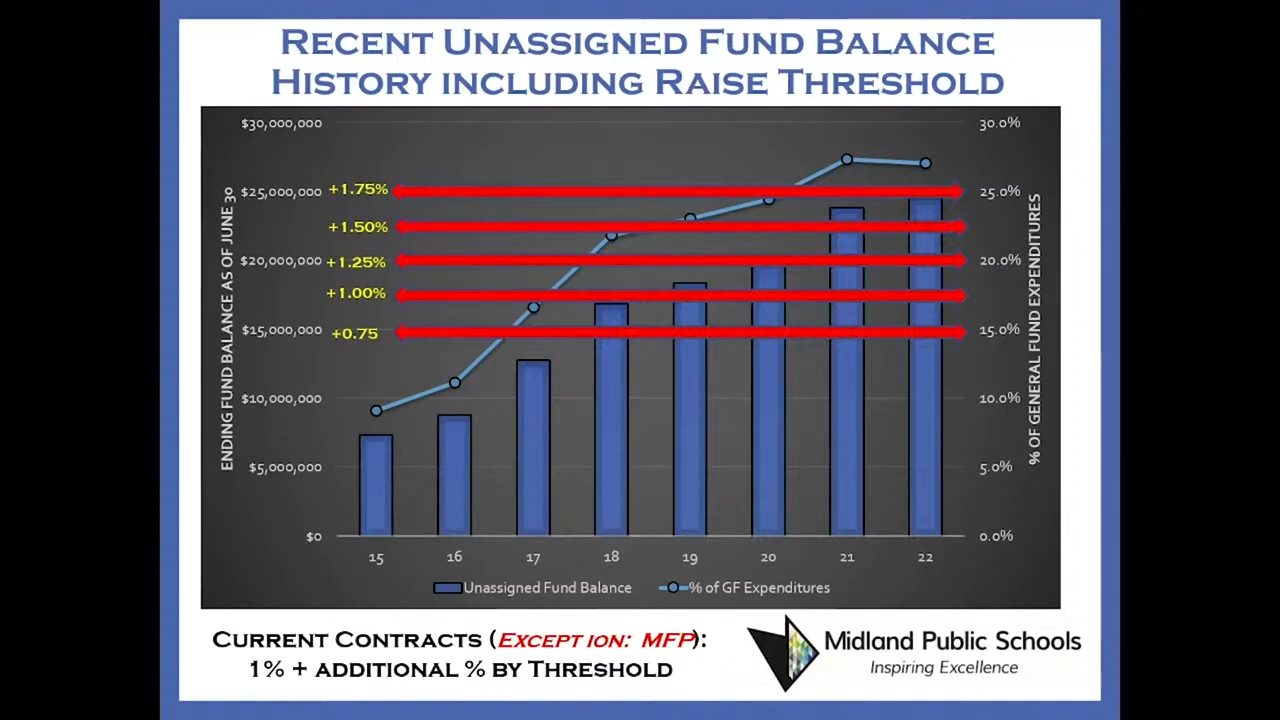 RECENT UNASSIGNED FUND BALANCE
HISTORY INCLUDING RAISE THRESHOLD
$30,000,000
$25,000,000
$20,000,000
$15,000,000
$10,000,000
$5,000,000
$0
ENDING FUND BALANCE AS OF JUNE 30
+1.75%
+1.50%
+1.25%
+1.00%
+0.75
30.0%
25.0%
20.0%
15.0%
10.0%
5.0%
0.0%
% OF GENERAL FUND EXPENDITURES
15 16 17 18 19 20 21 22
Unassigned Fund Balance % of GF Expenditures
CURRENT CONTRACTS (EXCEPTION: MFP):
1% + ADDITIONAL % BY THRESHOLD
Midland Public Schools
Inspiring Excellence